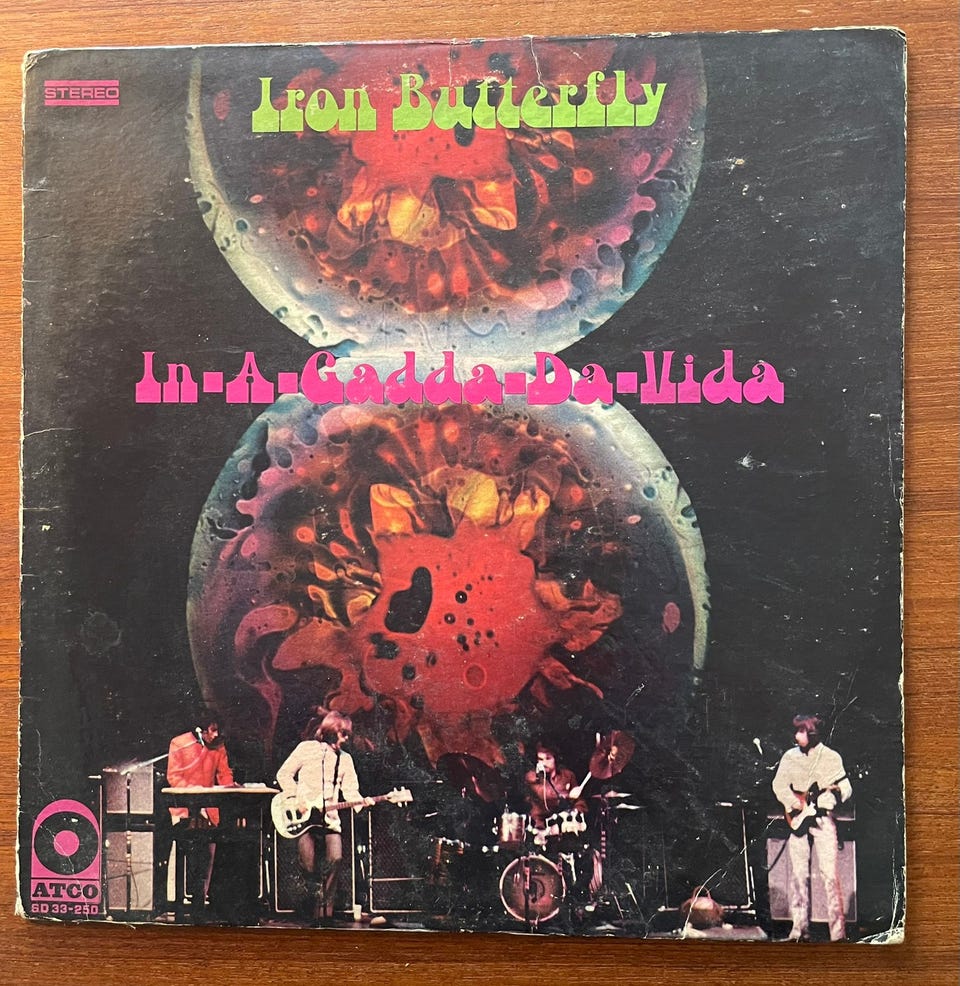 STEREO
Iron Butterfly
In-A-Gadda-Da-Vida
ATCO
SD 33-250